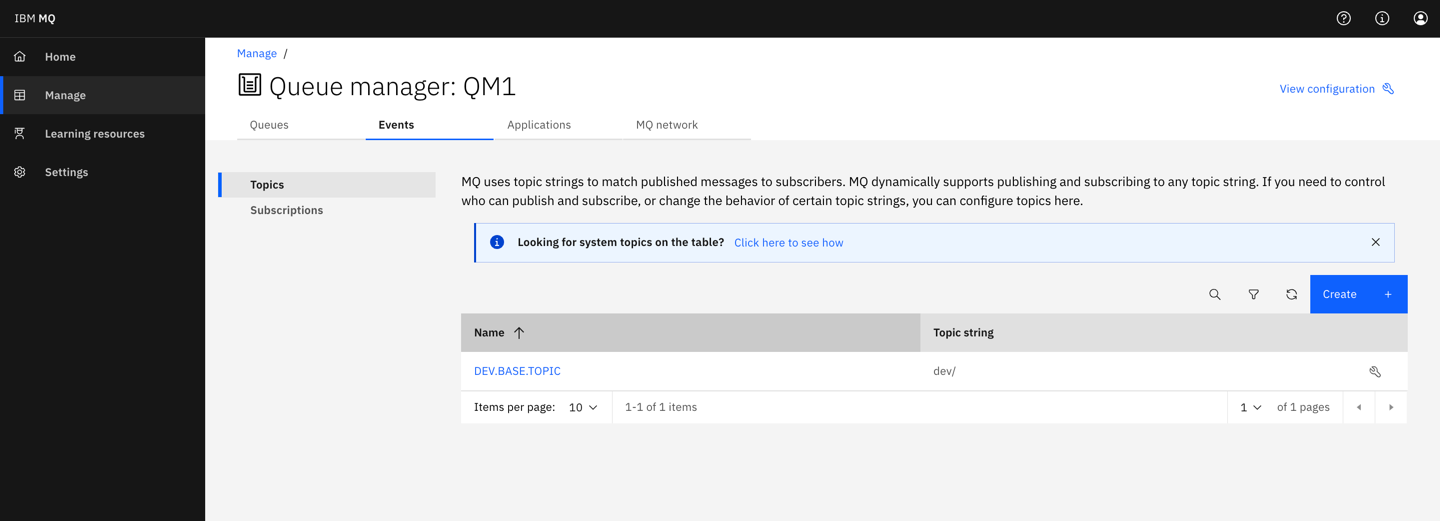 IBM MQ
Home
Manage
Learning resources
Settings
Manage /
Queue manager: QM1
View configuration
Queues
Events
Applications
MQ network
Topics
Subscriptions
MQ uses topic strings to match published messages to subscribers. MQ dynamically supports publishing and subscribing to any topic string. If you need to control
who can publish and subscribe, or change the behavior of certain topic strings, you can configure topics here.
Looking for system topics on the table? Click here to see how
Create +
Name
Topic string
DEV.BASE.TOPIC
dev/
Items per page: 10
1-1 of 1 items
1
of 1 pages